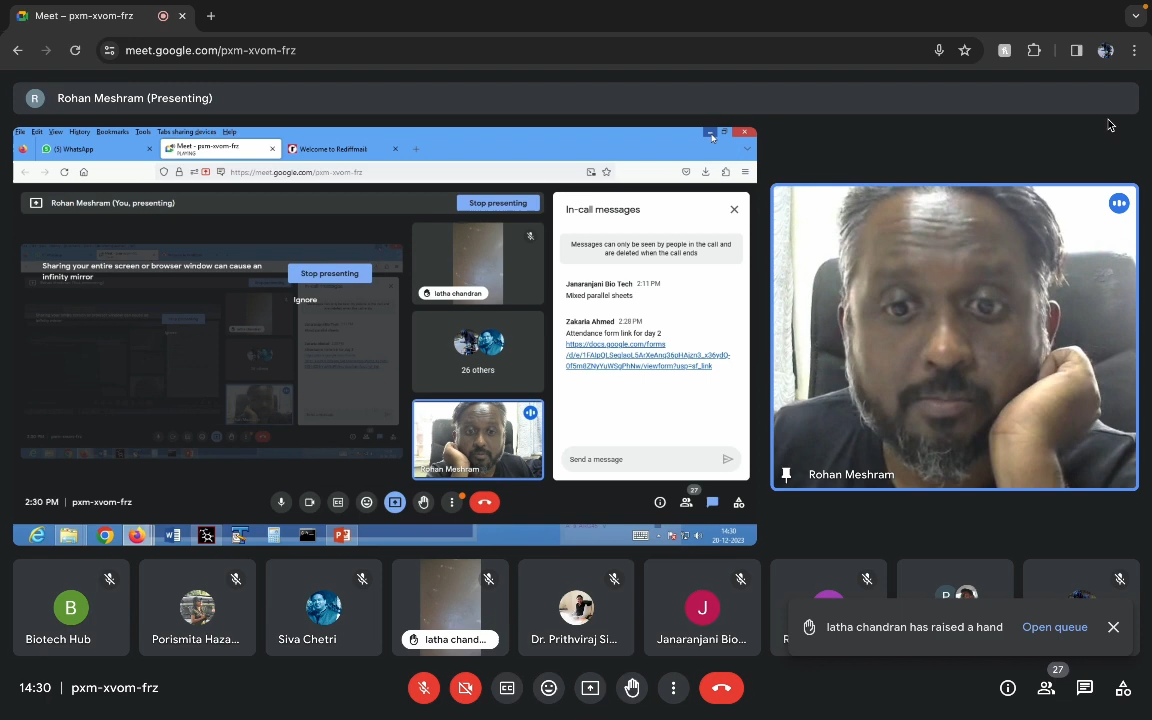 Meet – pxm-xvom-frz
meet.google.com/pxm-xvom-frz
R Rohan Meshram (Presenting)
File Edit View History Bookmarks Tools Tabs sharing devices Help
(5) WhatsApp
Meet - pxm-xvom-frz
PLAYING
Welcome to Rediffmail
https://meet.google.com/pxm-xvom-frz
Rohan Meshram (You, presenting)
Stop presenting
Sharing your entire screen or browser window can cause an
infinity mirror
Stop presenting
Ignore
latha chandran
26 others
Rohan Meshram
In-call messages
Messages can only be seen by people in the call and
are deleted when the call ends
Janaranjani Bio Tech 2:11 PM
Mixed parallel sheets
Zakaria Ahmed 2:28 PM
Attendance form link for day 2
https://docs.google.com/forms
Send a message
2:30 PM | pxm-xvom-frz
27
14:30
20-12-2023
Rohan Meshram
B
Biotech Hub
Porismita Haza...
Siva Chetri
latha chand...
Dr. Prithviraj Si...
J
Janaranjani Bio...
latha chandran has raised a hand
Open queue
14:30 | pxm-xvom-frz
27